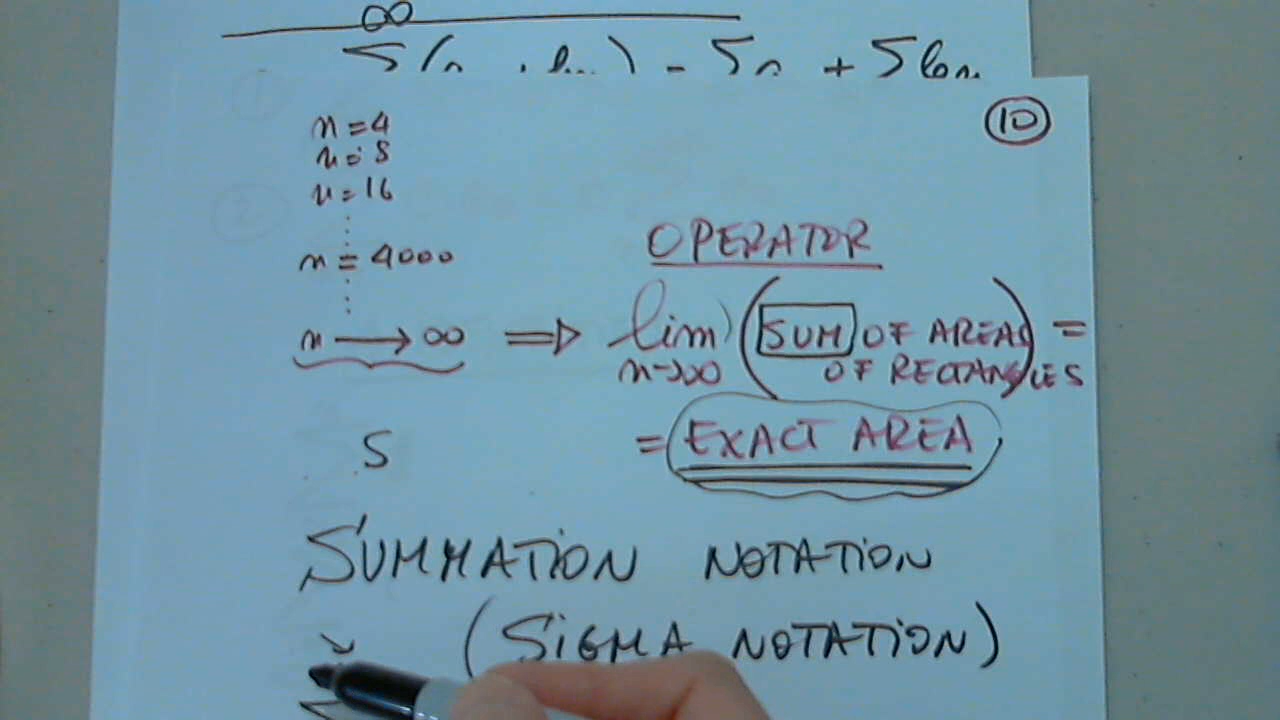 ∞
n = 4
n = 8
n = 16
n = 4000
n → ∞ ⇒ lim n→∞ (SUM OF AREAS OF RECTANGLES) =
= EXACT AREA
OPERATOR
10
S
SUMMATION NOTATION
(SIGMA NOTATION)